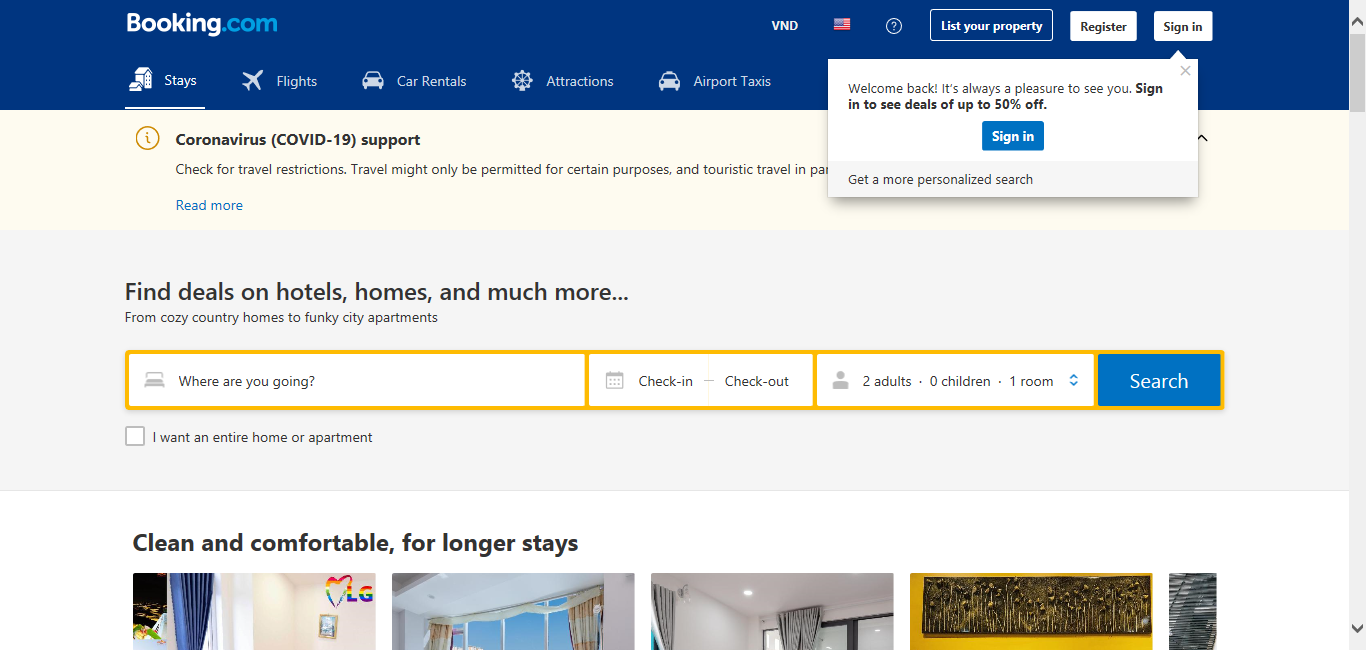 Booking.com
VND
List your property
Register
Sign in
Stays
Flights
Car Rentals
Attractions
Airport Taxis
Welcome back! It's always a pleasure to see you. Sign
in to see deals of up to 50% off.
Sign in
Get a more personalized search
Coronavirus (COVID-19) support
Check for travel restrictions. Travel might only be permitted for certain purposes, and touristic travel in
Read more
Find deals on hotels, homes, and much more...
From cozy country homes to funky city apartments
Where are you going?
Check-in — Check-out
2 adults · 0 children · 1 room
Search
I want an entire home or apartment
Clean and comfortable, for longer stays
LG